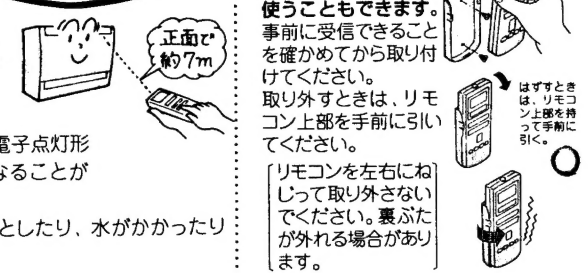 正面で
約7m
電子点灯形
なることが
としたり、水がかかったり
使うこともできます。
事前に受信できること
を確かめてから取り付
けてください。
取り外すときは、リモ
コン上部を手前に引い
てください。
リモコンを左右にね
じって取り外さない
でください。裏ぶた
が外れる場合があり
ます。
はずすとき
は、リモコ
ン上部を持
って手前に
引く。